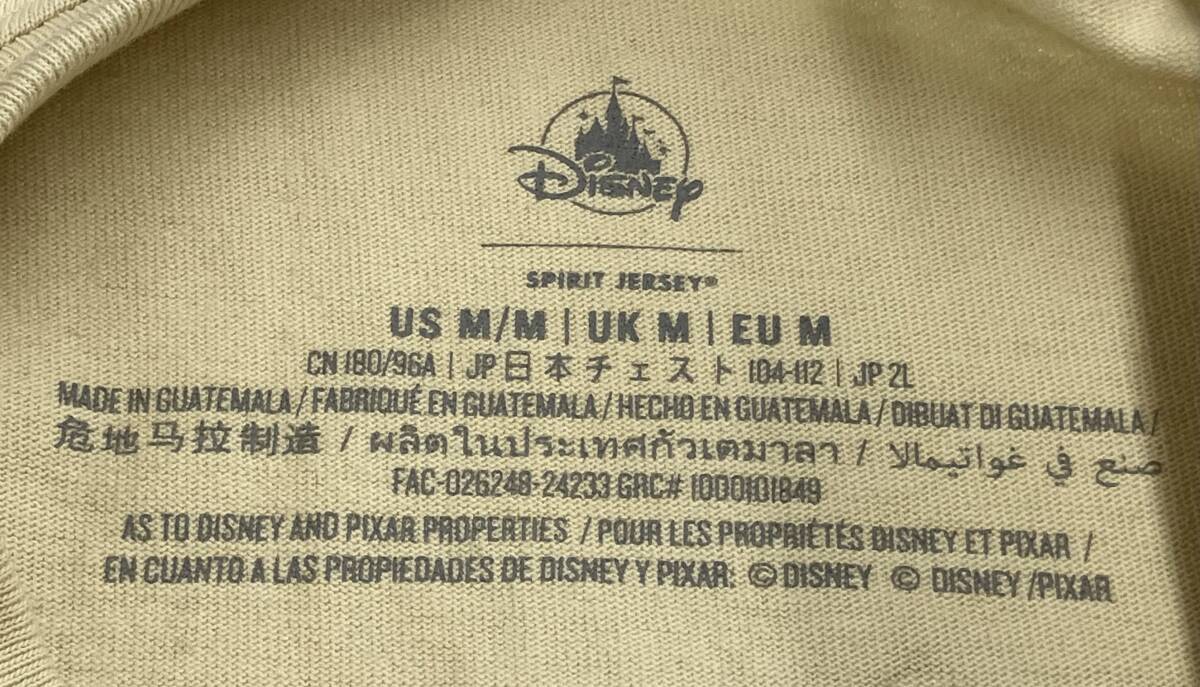 Disney
SPIRIT JERSEY®
US M/M | UK M | EU M
CN 180/96A | JP 日本チェスト 104-112 | JP 2L
MADE IN GUATEMALA / FABRIQUÉ EN GUATEMALA / HECHO EN GUATEMALA / DIBUAT DI GUATEMALA /
危地马拉制造 / ผลิตในประเทศกัวเตมาลา / صنع في غواتيمالا
FAC-026248-24233 GRC# 1000101849
AS TO DISNEY AND PIXAR PROPERTIES / POUR LES PROPRIÉTÉS DISNEY ET PIXAR /
EN CUANTO A LAS PROPIEDADES DE DISNEY Y PIXAR: © DISNEY © DISNEY/PIXAR